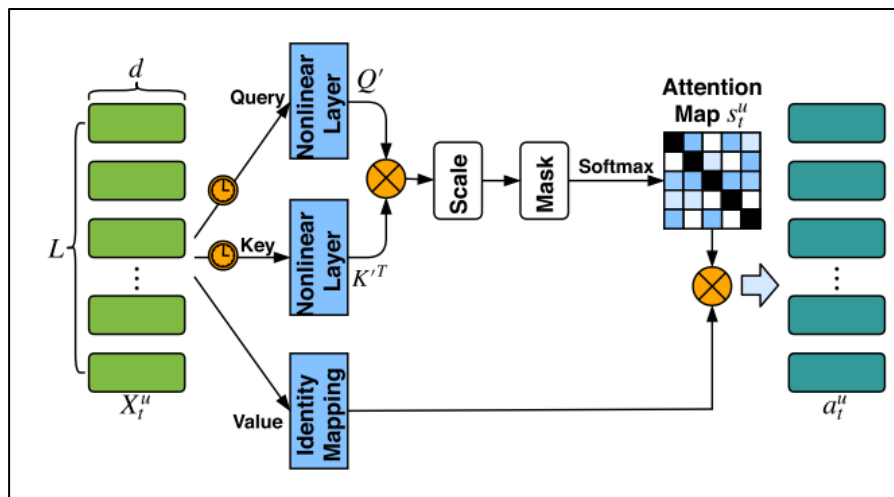 d
L
X_t^u
Query
Key
Value
Nonlinear
Layer
Q'
Nonlinear
Layer
K'^T
Identity
Mapping
Scale
Mask
Softmax
Attention
Map s_t^u
a_t^u